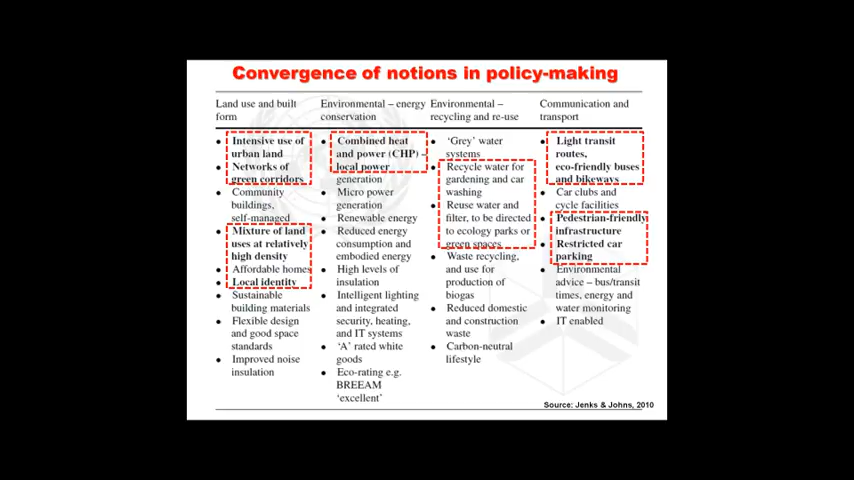 Convergence of notions in policy-making
Land use and built
form
Intensive use of
urban land
Networks of
green corridors
Community
buildings,
self-managed
Mixture of land
uses at relatively
high density
Affordable homes
Local identity
Sustainable
building materials
Flexible design
and good space
standards
Improved noise
insulation
Environmental – energy
conservation
Combined heat
and power (CHP) –
local power
generation
Micro power
generation
Renewable energy
Reduced energy
consumption and
embodied energy
High levels of
insulation
Intelligent lighting
and integrated
security, heating,
and IT systems
‘A’ rated white
goods
Eco-rating e.g.
BREEAM
‘excellent’
Environmental –
recycling and re-use
‘Grey’ water
systems
Recycle water for
gardening and car
washing
Reuse water and
filter, to be directed
to ecology parks or
green spaces
Waste recycling,
and use for
production of
biogas
Reduced domestic
and construction
waste
Carbon-neutral
lifestyle
Communication and
transport
Light transit
routes,
eco-friendly buses
and bikeways
Car clubs and
cycle facilities
Pedestrian-friendly
infrastructure
Restricted car
parking
Environmental
advice – bus/transit
times, energy and
water monitoring
IT enabled
Source: Jenks & Johns, 2010